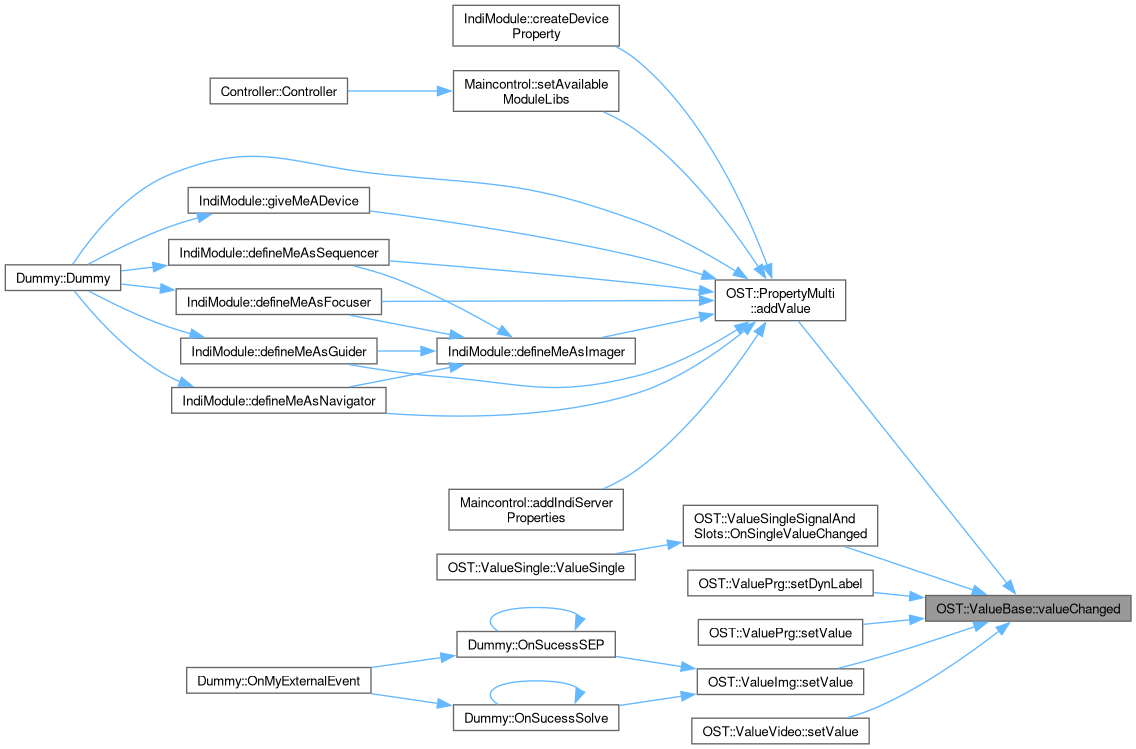 IndiModule::createDevice
Property
Maincontrol::setAvailable
ModuleLibs
Controller::Controller
IndiModule::giveMeADevice
IndiModule::defineMeAsSequencer
Dummy::Dummy
IndiModule::defineMeAsFocuser
OST::PropertyMulti
::addValue
IndiModule::defineMeAsGuider
IndiModule::defineMeAsImager
IndiModule::defineMeAsNavigator
Maincontrol::addIndiServer
Properties
OST::ValueSingleSignalAnd
Slots::OnSingleValueChanged
OST::ValueSingle::ValueSingle
OST::ValuePrg::setDynLabel
OST::ValueBase::valueChanged
OST::ValuePrg::setValue
Dummy::OnSucessSEP
Dummy::OnMyExternalEvent
OST::ValueImg::setValue
Dummy::OnSucessSolve
OST::ValueVideo::setValue